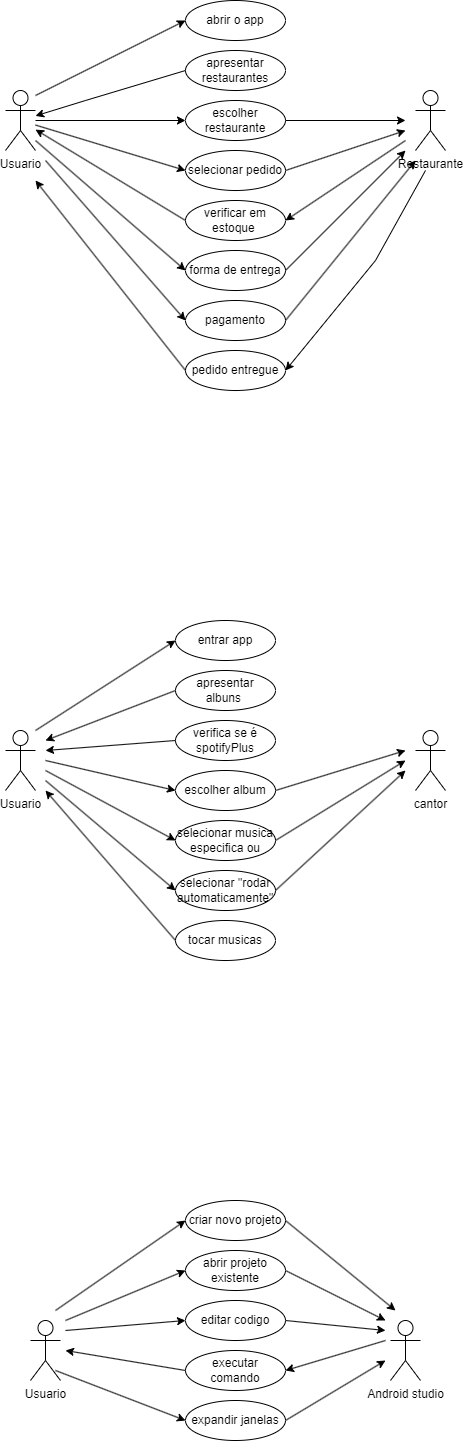 abrir o app
apresentar
restaurantes
escolher
restaurante
Usuario
Restaurante
selecionar pedido
verificar em
estoque
forma de entrega
pagamento
pedido entregue
entrar app
apresentar
albuns
verifica se è
spotifyPlus
escolher album
Usuario
cantor
selecionar musica
especifica ou
selecionar "rodar
automaticamente"
tocar musicas
criar novo projeto
abrir projeto
existente
editar codigo
executar
comando
Usuario
Android studio
expandir janelas